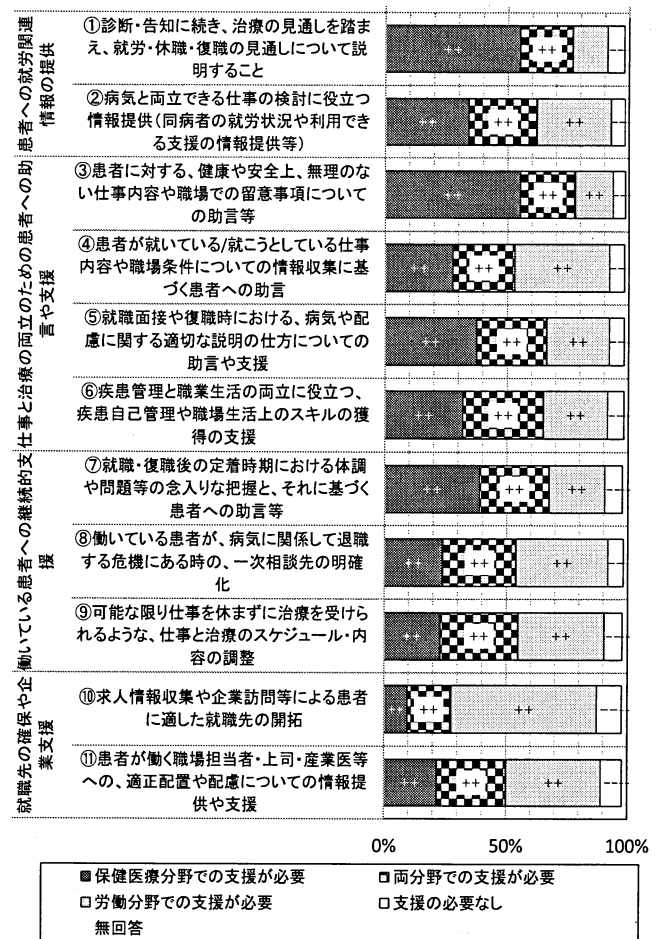 患者への就労関連
情報の提供
①診断・告知に続き、治療の見通しを踏ま
え、就労・休職・復職の見通しについて説
明すること
++ ++
②病気と両立できる仕事の検討に役立つ
情報提供(同病者の就労状況や利用でき
る支援の情報提供等)
++ ++ ++
仕事と治療の両立のための患者への助
言や支援
③患者に対する、健康や安全上、無理のな
い仕事内容や職場での留意事項について
の助言等
++ ++ ++
④患者が就いている/就こうとしている仕事
内容や職場条件についての情報収集に基
づく患者への助言
++ ++ ++
⑤就職面接や復職時における、病気や配
慮に関する適切な説明の仕方についての
助言や支援
++ ++ ++
⑥疾患管理と職業生活の両立に役立つ、
疾患自己管理や職場生活上のスキルの獲
得の支援
++ ++ ++
働いている患者への継続的支
援
⑦就職・復職後の定着時期における体調
や問題等の念入りな把握と、それに基づく
患者への助言等
++ ++ ++
⑧働いている患者が、病気に関係して退職
する危機にある時の、一次相談先の明確
化
++ ++ ++
⑨可能な限り仕事を休まずに治療を受けら
れるような、仕事と治療のスケジュール・内
容の調整
++ ++ ++
就職先の確保や企
業支援
⑩求人情報収集や企業訪問等による患者
に適した就職先の開拓
++ ++ ++
⑪患者が働く職場担当者・上司・産業医等
への、適正配置や配慮についての情報提
供や支援
++ ++ ++
0% 50% 100%
保健医療分野での支援が必要 両分野での支援が必要
労働分野での支援が必要 支援の必要なし
無回答